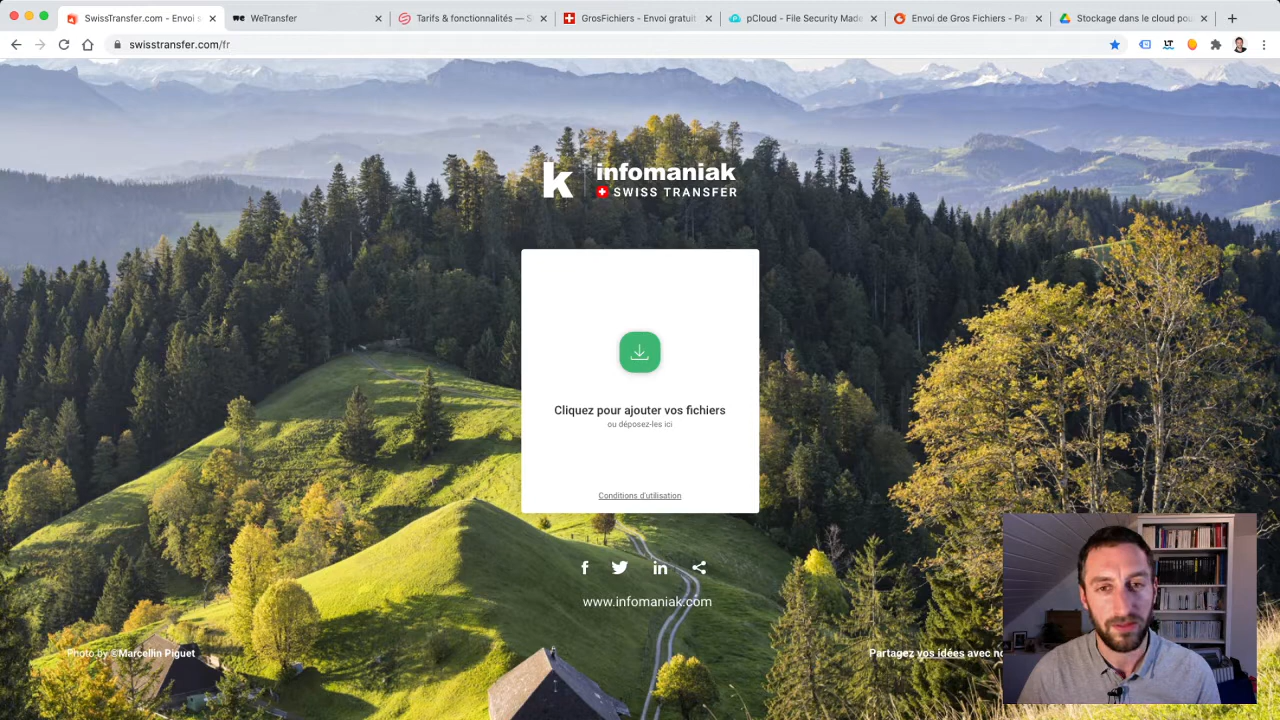 SwissTransfer.com - Envoi s
WeTransfer
Tarifs & fonctionnalités — S
GrosFichiers - Envoi gratuit
pCloud - File Security Made
Envoi de Gros Fichiers - Par
Stockage dans le cloud pou
swisstransfer.com/fr
k infomaniak
SWISS TRANSFER
Cliquez pour ajouter vos fichiers
ou déposez-les ici
Conditions d'utilisation
www.infomaniak.com
Photo by ©Marcellin Piguet
Partagez vos idées avec no